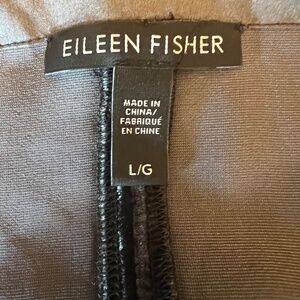 EILEEN FISHER
MADE IN
CHINA/
FABRIQUÉ
EN CHINE
L/G